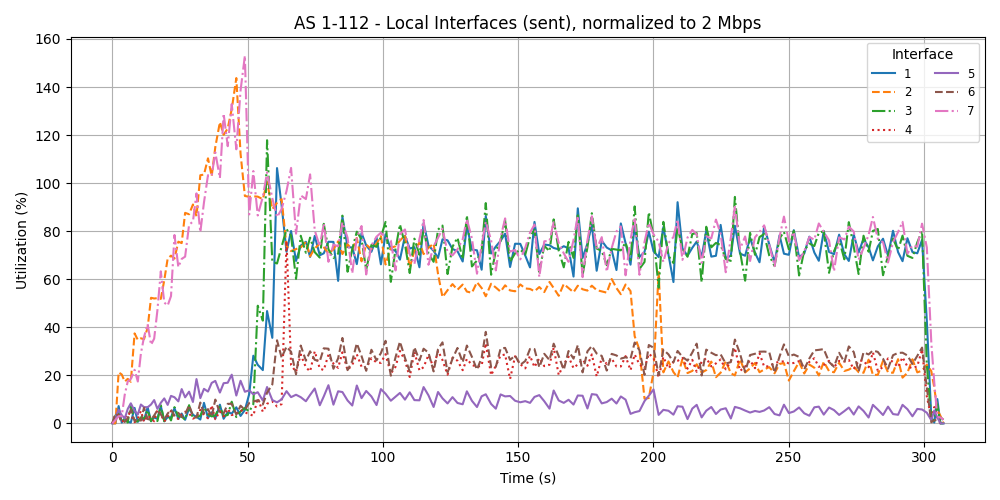 AS 1-112 - Local Interfaces (sent), normalized to 2 Mbps
Utilization (%)
160
140
120
100
80
60
40
20
0
0 50 100 150 200 250 300
Time (s)
Interface
1 5
2 6
3 7
4